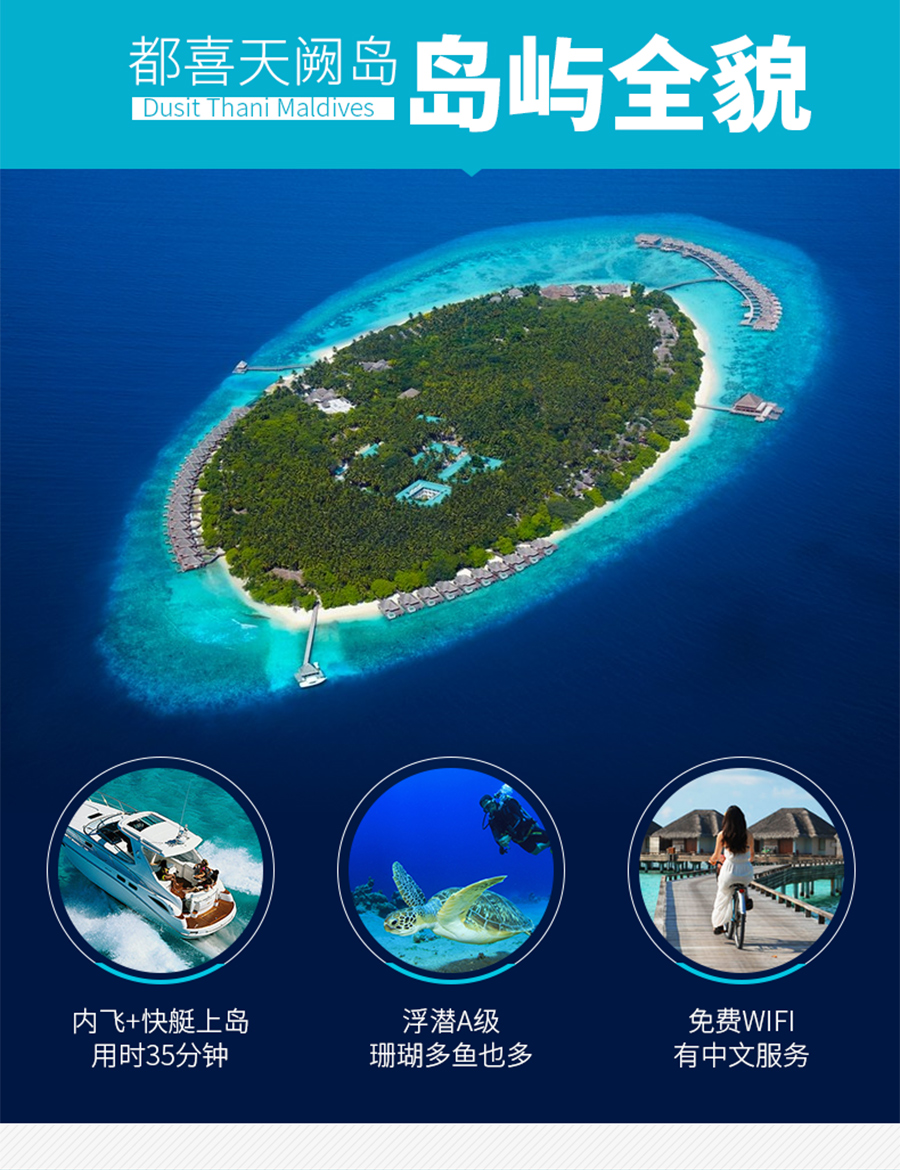 都喜天阙岛
Dusit Thani Maldives
岛屿全貌
内飞+快艇上岛
用时35分钟
浮潜A级
珊瑚多鱼也多
免费WIFI
有中文服务